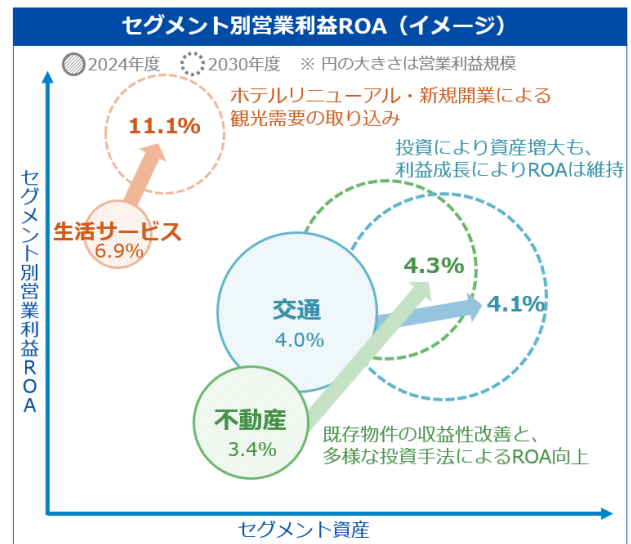 セグメント別営業利益ROA（イメージ）
2024年度 2030年度 ※ 円の大きさは営業利益規模
ホテルリニューアル・新規開業による
観光需要の取り込み
11.1%
投資により資産増大も、
利益成長によりROAは維持
生活サービス
6.9%
4.3%
4.1%
交通
4.0%
不動産
3.4%
既存物件の収益性改善と、
多様な投資手法によるROA向上
セグメント別営業利益ROA
セグメント資産